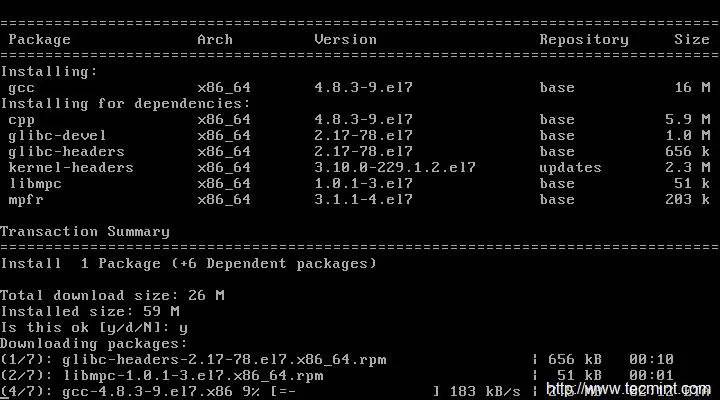 ================================================================================
Package Arch Version Repository Size
================================================================================
Installing:
gcc x86_64 4.8.3-9.el7 base 16 M
Installing for dependencies:
cpp x86_64 4.8.3-9.el7 base 5.9 M
glibc-devel x86_64 2.17-78.el7 base 1.0 M
glibc-headers x86_64 2.17-78.el7 base 656 k
kernel-headers x86_64 3.10.0-229.1.2.el7 updates 2.3 M
libmpc x86_64 1.0.1-3.el7 base 51 k
mpfr x86_64 3.1.1-4.el7 base 203 k
Transaction Summary
================================================================================
Install 1 Package (+6 Dependent packages)
Total download size: 26 M
Installed size: 59 M
Is this ok [y/d/N]: y
Downloading packages:
(1/7): glibc-headers-2.17-78.el7.x86_64.rpm | 656 kB 00:10
(2/7): libmpc-1.0.1-3.el7.x86_64.rpm | 51 kB 00:01
(4/7): gcc-4.8.3-9.el7.x86 9% [=- ] 183 kB/s |
http://www.tecmint.com